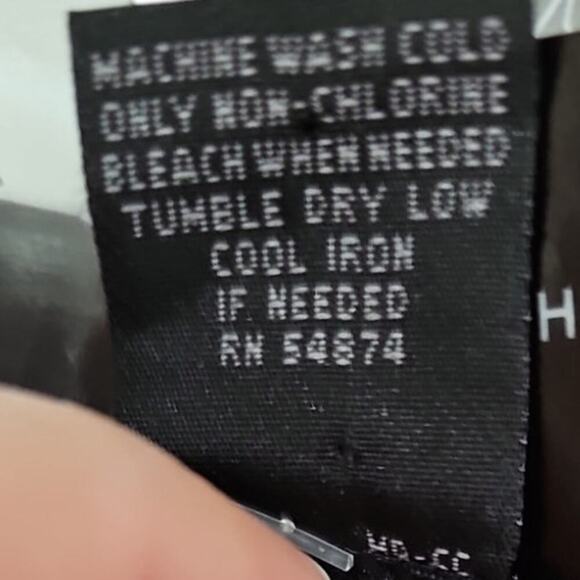 MACHINE WASH COLD
ONLY NON-CHLORINE
BLEACH WHEN NEEDED
TUMBLE DRY LOW
COOL IRON
IF NEEDED
RN 54874
H